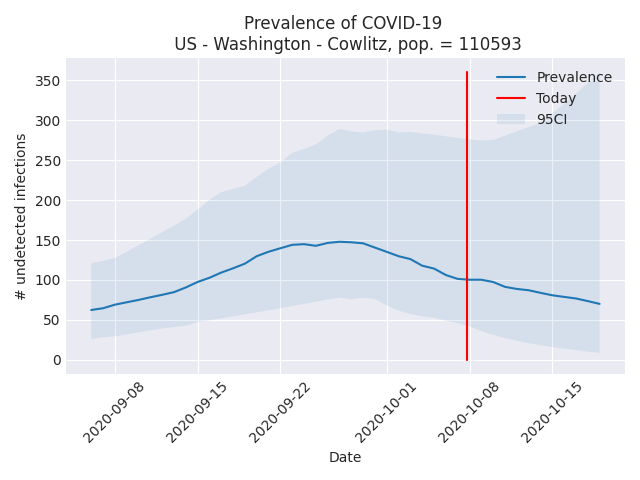 Prevalence of COVID-19
US - Washington - Cowlitz, pop. = 110593
Prevalence
Today
95CI
350
300
250
200
150
100
50
0
# undetected infections
2020-09-08
2020-09-15
2020-09-22
2020-10-01
2020-10-08
2020-10-15
Date